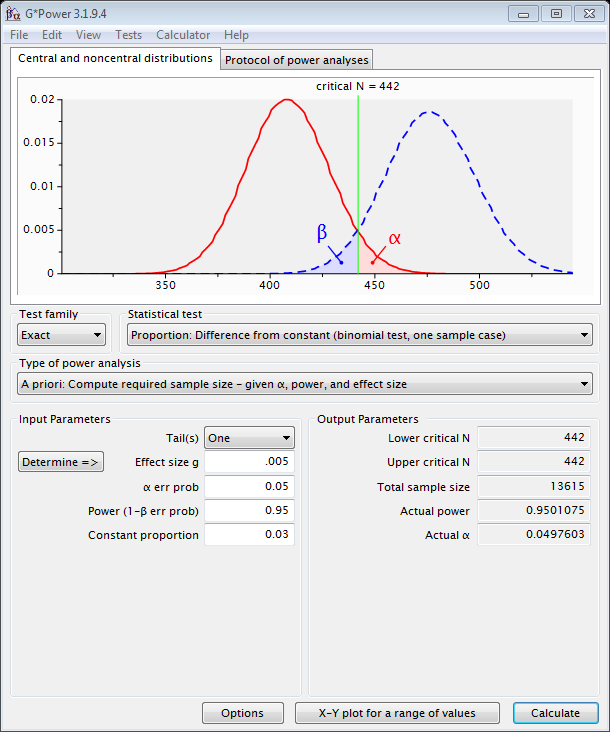 G*Power 3.1.9.4
File Edit View Tests Calculator Help
Central and noncentral distributions Protocol of power analyses
critical N = 442
0.02
0.015
0.01
0.005
0
β α
350 400 450 500
Test family Statistical test
Exact Proportion: Difference from constant (binomial test, one sample case)
Type of power analysis
A priori: Compute required sample size - given α, power, and effect size
Input Parameters Output Parameters
Tail(s) One Lower critical N 442
Determine => Effect size g .005 Upper critical N 442
α err prob 0.05 Total sample size 13615
Power (1-β err prob) 0.95 Actual power 0.9501075
Constant proportion 0.03 Actual α 0.0497603
Options X-Y plot for a range of values Calculate